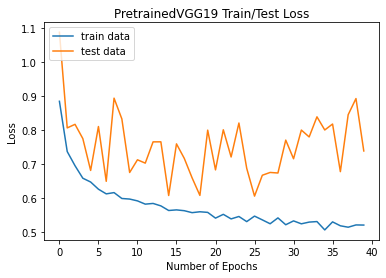 PretrainedVGG19 Train/Test Loss
train data
test data
Loss
1.1
1.0
0.9
0.8
0.7
0.6
0.5
0 5 10 15 20 25 30 35 40
Number of Epochs